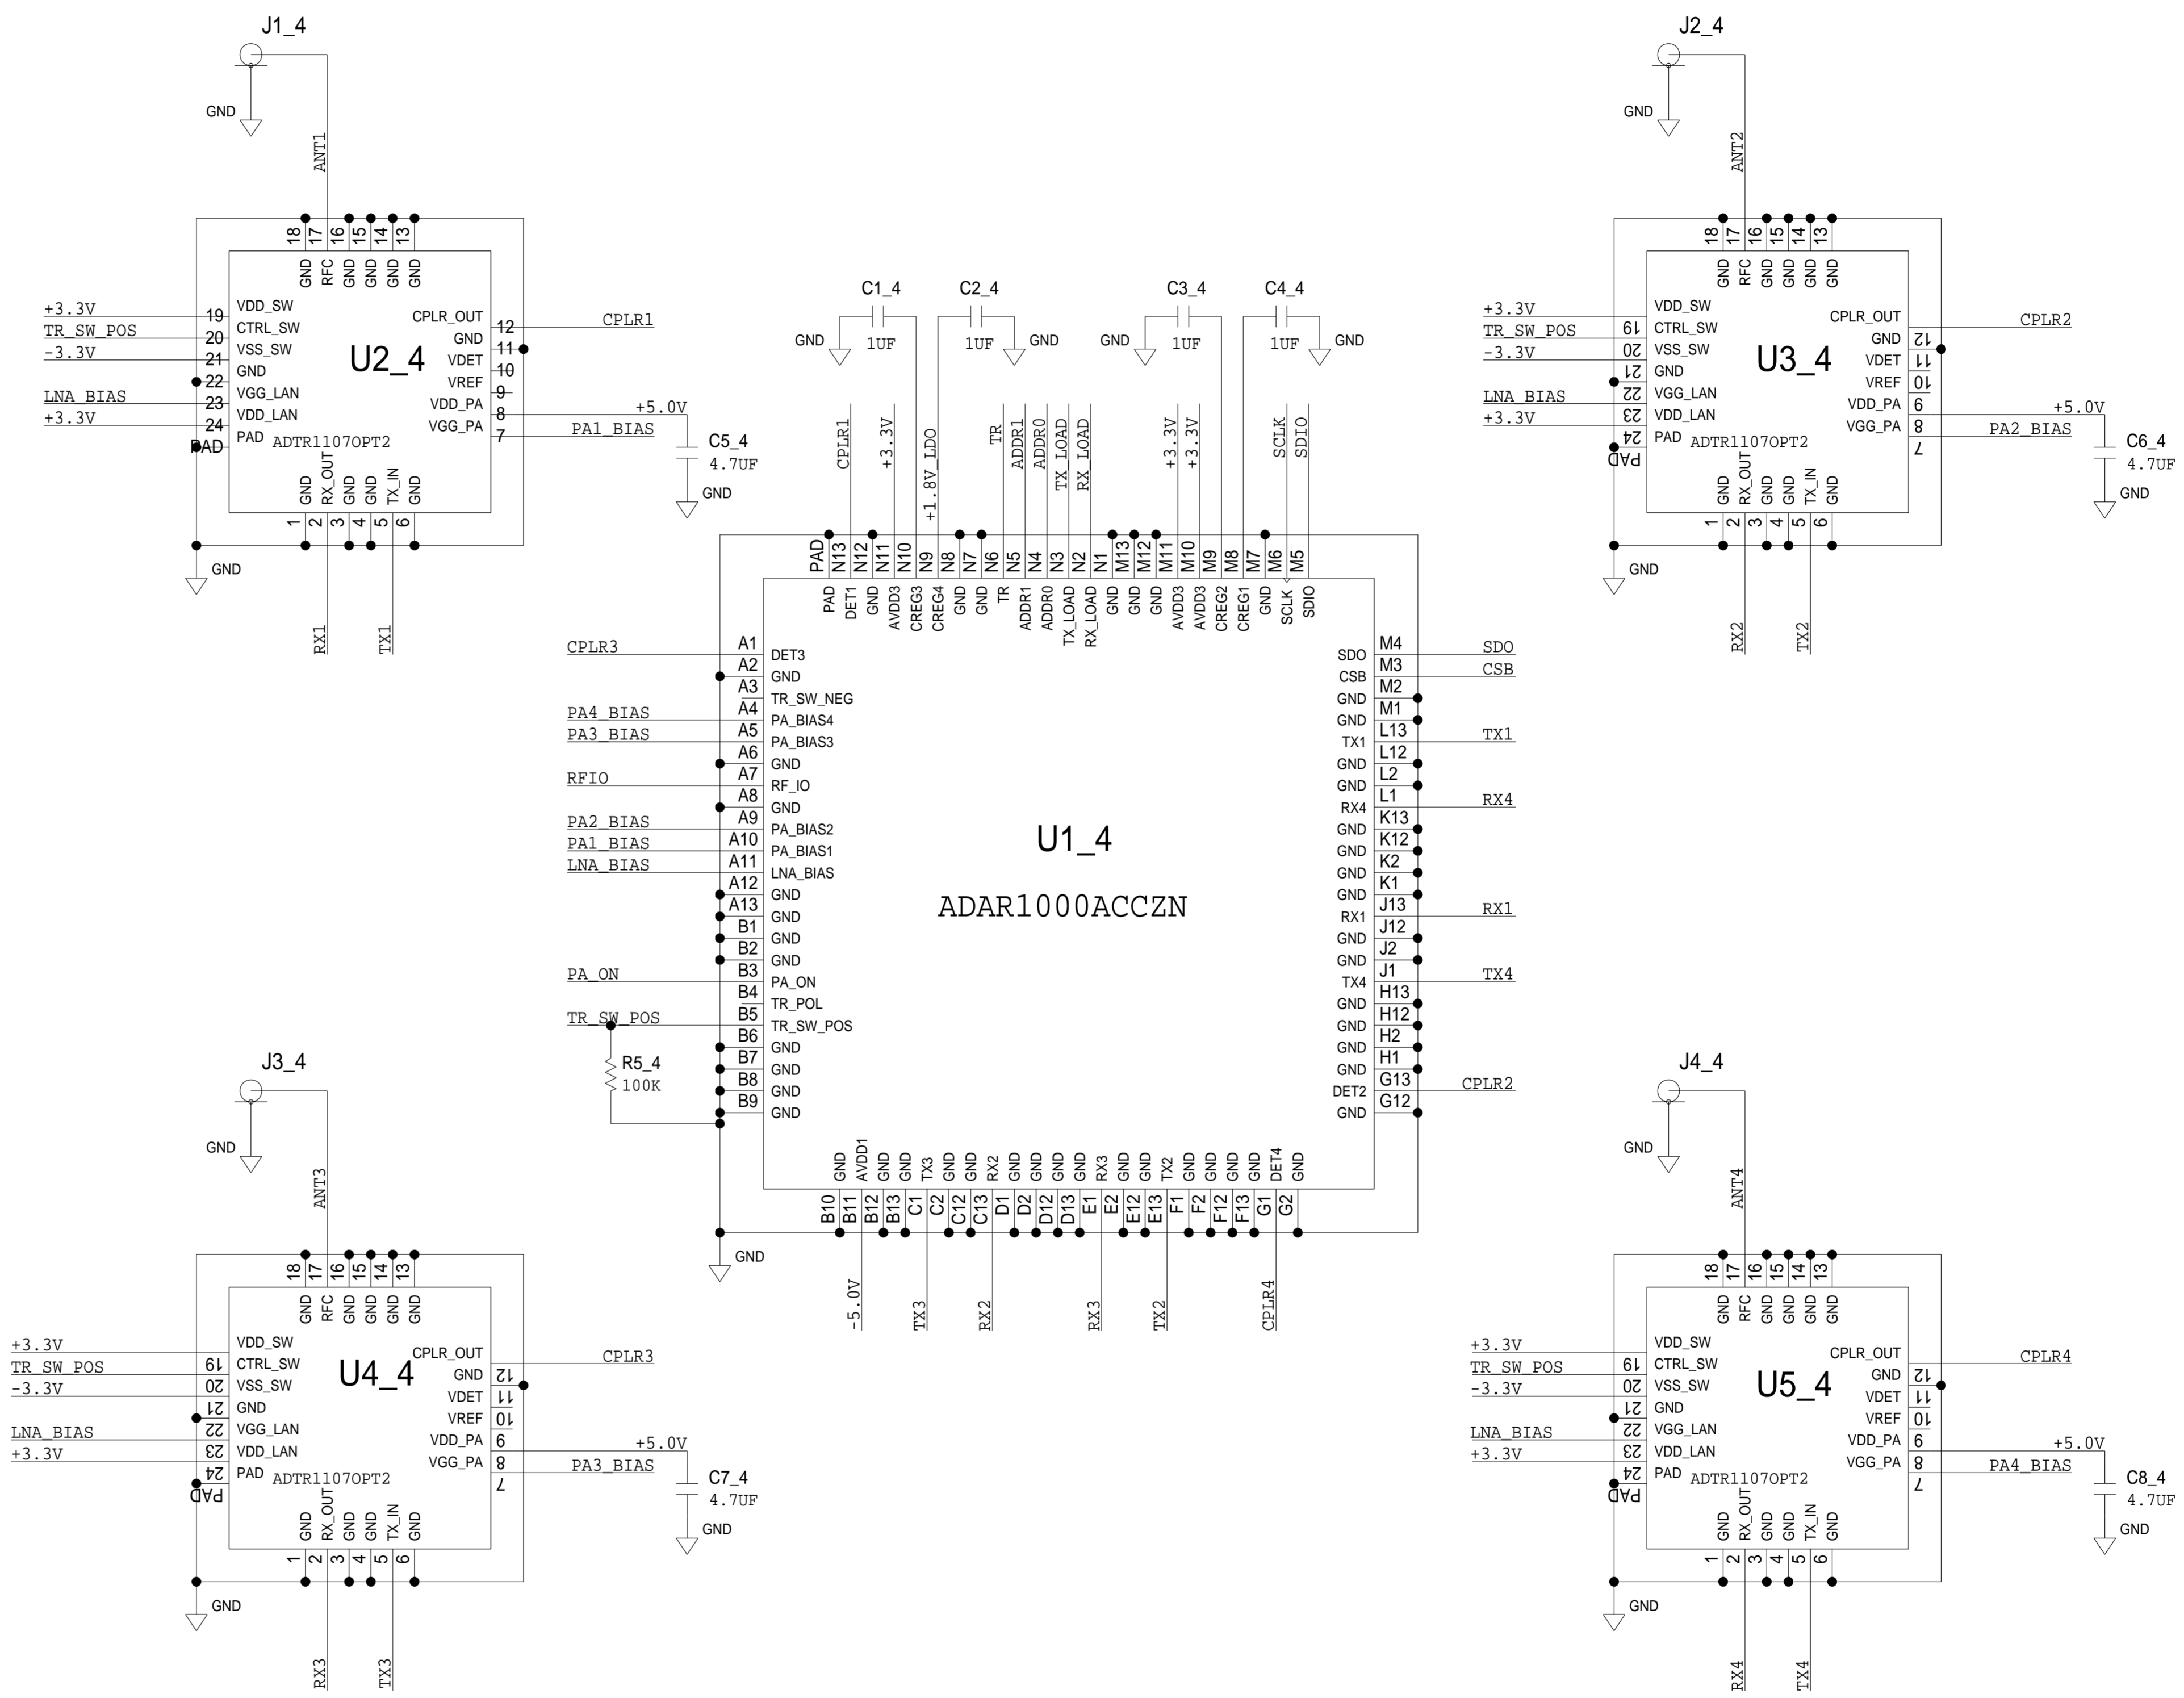 J1_4
GND
ANT1
18 17 16 15 14 13
GND RFC GND GND GND GND
+3.3V 19 VDD_SW
TR_SW_POS 20 CTRL_SW
-3.3V 21 VSS_SW
22 GND
LNA_BIAS 23 VGG_LAN
+3.3V 24 VDD_LAN
PAD PAD
U2_4
ADTR1107OPT2
CPLR_OUT 12 CPLR1
GND 11
VDET 10
VREF 9
VDD_PA 8 +5.0V
VGG_PA 7 PA1_BIAS
C5_4
4.7UF
GND
GND RX_OUT GND GND TX_IN GND
1 2 3 4 5 6
GND
RX1 TX1
J2_4
GND
ANT2
18 17 16 15 14 13
GND RFC GND GND GND GND
+3.3V VDD_SW
TR_SW_POS 19 CTRL_SW
-3.3V 20 VSS_SW
21 GND
LNA_BIAS 22 VGG_LAN
+3.3V 23 VDD_LAN
24 PAD
PAD
U3_4
ADTR1107OPT2
CPLR_OUT CPLR2
GND 12
VDET 11
VREF 10
VDD_PA 9 +5.0V
VGG_PA 8 PA2_BIAS
7
C6_4
4.7UF
GND
GND RX_OUT GND GND TX_IN GND
1 2 3 4 5 6
GND
RX2 TX2
C1_4 C2_4 C3_4 C4_4
GND 1UF 1UF GND GND 1UF 1UF GND
CPLR1 +3.3V +1.8V_LDO TR ADDR1 ADDR0 TX_LOAD RX_LOAD +3.3V +3.3V SCLK SDIO
PAD N13 N12 N11 N10 N9 N8 N7 N6 N5 N4 N3 N2 N1 M13 M12 M11 M10 M9 M8 M7 M6 M5
PAD DET1 GND AVDD3 CREG3 CREG4 GND GND TR ADDR1 ADDR0 TX_LOAD RX_LOAD GND GND GND AVDD3 AVDD3 CREG2 CREG1 GND SCLK SDIO
CPLR3 A1 DET3
A2 GND
A3 TR_SW_NEG
PA4_BIAS A4 PA_BIAS4
PA3_BIAS A5 PA_BIAS3
A6 GND
RFIO A7 RF_IO
A8 GND
PA2_BIAS A9 PA_BIAS2
PA1_BIAS A10 PA_BIAS1
LNA_BIAS A11 LNA_BIAS
A12 GND
A13 GND
B1 GND
B2 GND
PA_ON B3 PA_ON
B4 TR_POL
TR_SW_POS B5 TR_SW_POS
B6 GND
B7 GND
B8 GND
B9 GND
R5_4
100K
U1_4
ADAR1000ACCZN
SDO M4 SDO
CSB M3 CSB
GND M2
GND M1
TX1 L13 TX1
GND L12
GND L2
RX4 L1 RX4
GND K13
GND K12
GND K2
GND K1
RX1 J13 RX1
GND J12
GND J2
TX4 J1 TX4
GND H13
GND H12
GND H2
GND H1
DET2 G13 CPLR2
GND G12
GND AVDD1 GND GND TX3 GND GND RX2 GND GND GND GND RX3 GND GND TX2 GND GND GND GND DET4 GND
B10 B11 B12 B13 C1 C2 C12 C13 D1 D2 D12 D13 E1 E2 E12 E13 F1 F2 F12 F13 G1 G2
GND
-5.0V TX3 RX2 RX3 TX2 CPLR4
J3_4
GND
ANT3
18 17 16 15 14 13
GND RFC GND GND GND GND
+3.3V VDD_SW
TR_SW_POS 19 CTRL_SW
-3.3V 20 VSS_SW
21 GND
LNA_BIAS 22 VGG_LAN
+3.3V 23 VDD_LAN
24 PAD
PAD
U4_4
ADTR1107OPT2
CPLR_OUT CPLR3
GND 12
VDET 11
VREF 10
VDD_PA 9 +5.0V
VGG_PA 8 PA3_BIAS
7
C7_4
4.7UF
GND
GND RX_OUT GND GND TX_IN GND
1 2 3 4 5 6
GND
RX3 TX3
J4_4
GND
ANT4
18 17 16 15 14 13
GND RFC GND GND GND GND
+3.3V VDD_SW
TR_SW_POS 19 CTRL_SW
-3.3V 20 VSS_SW
21 GND
LNA_BIAS 22 VGG_LAN
+3.3V 23 VDD_LAN
24 PAD
PAD
U5_4
ADTR1107OPT2
CPLR_OUT CPLR4
GND 12
VDET 11
VREF 10
VDD_PA 9 +5.0V
VGG_PA 8 PA4_BIAS
7
C8_4
4.7UF
GND
GND RX_OUT GND GND TX_IN GND
1 2 3 4 5 6
GND
RX4 TX4